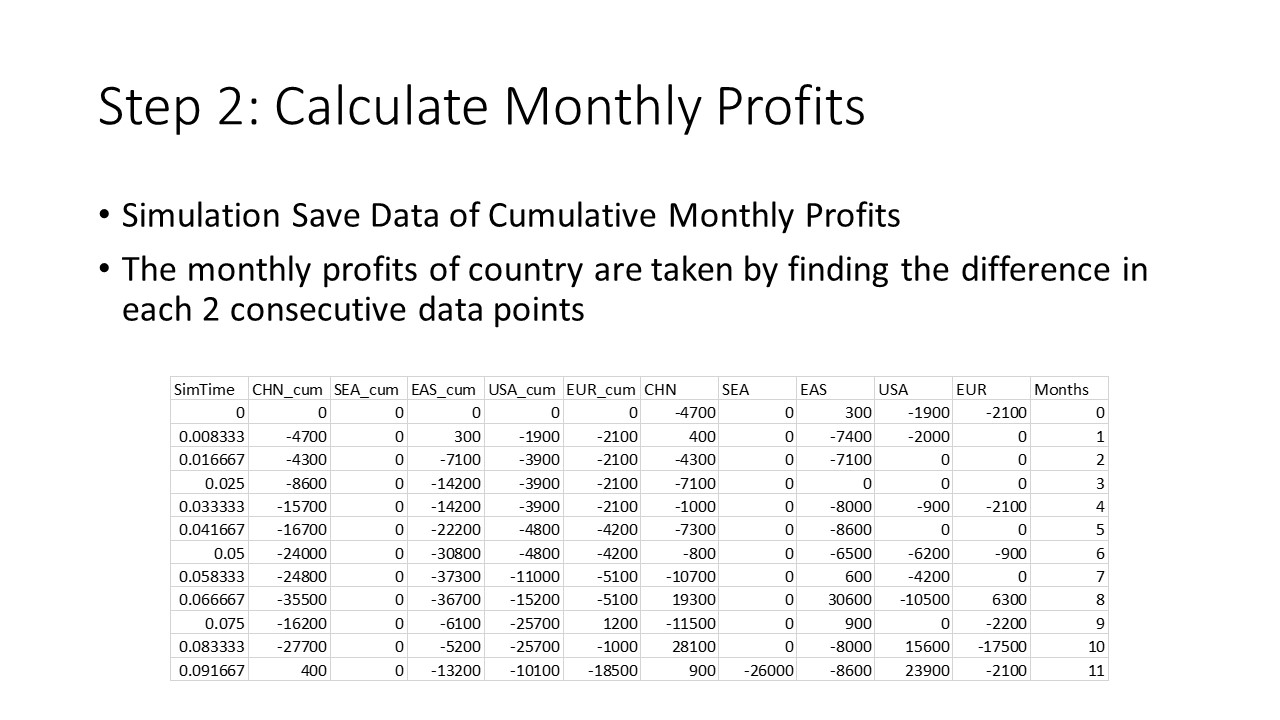 Step 2: Calculate Monthly Profits
• Simulation Save Data of Cumulative Monthly Profits
• The monthly profits of country are taken by finding the difference in
each 2 consecutive data points
SimTime CHN_cum SEA_cum EAS_cum USA_cum EUR_cum CHN SEA EAS USA EUR Months
0 0 0 0 0 0 -4700 0 300 -1900 -2100 0
0.008333 -4700 0 300 -1900 -2100 400 0 -7400 -2000 0 1
0.016667 -4300 0 -7100 -3900 -2100 -4300 0 -7100 0 0 2
0.025 -8600 0 -14200 -3900 -2100 -7100 0 0 0 0 3
0.033333 -15700 0 -14200 -3900 -2100 -1000 0 -8000 -900 -2100 4
0.041667 -16700 0 -22200 -4800 -4200 -7300 0 -8600 0 0 5
0.05 -24000 0 -30800 -4800 -4200 -800 0 -6500 -6200 -900 6
0.058333 -24800 0 -37300 -11000 -5100 -10700 0 600 -4200 0 7
0.066667 -35500 0 -36700 -15200 -5100 19300 0 30600 -10500 6300 8
0.075 -16200 0 -6100 -25700 1200 -11500 0 900 0 -2200 9
0.083333 -27700 0 -5200 -25700 -1000 28100 0 -8000 15600 -17500 10
0.091667 400 0 -13200 -10100 -18500 900 -26000 -8600 23900 -2100 11